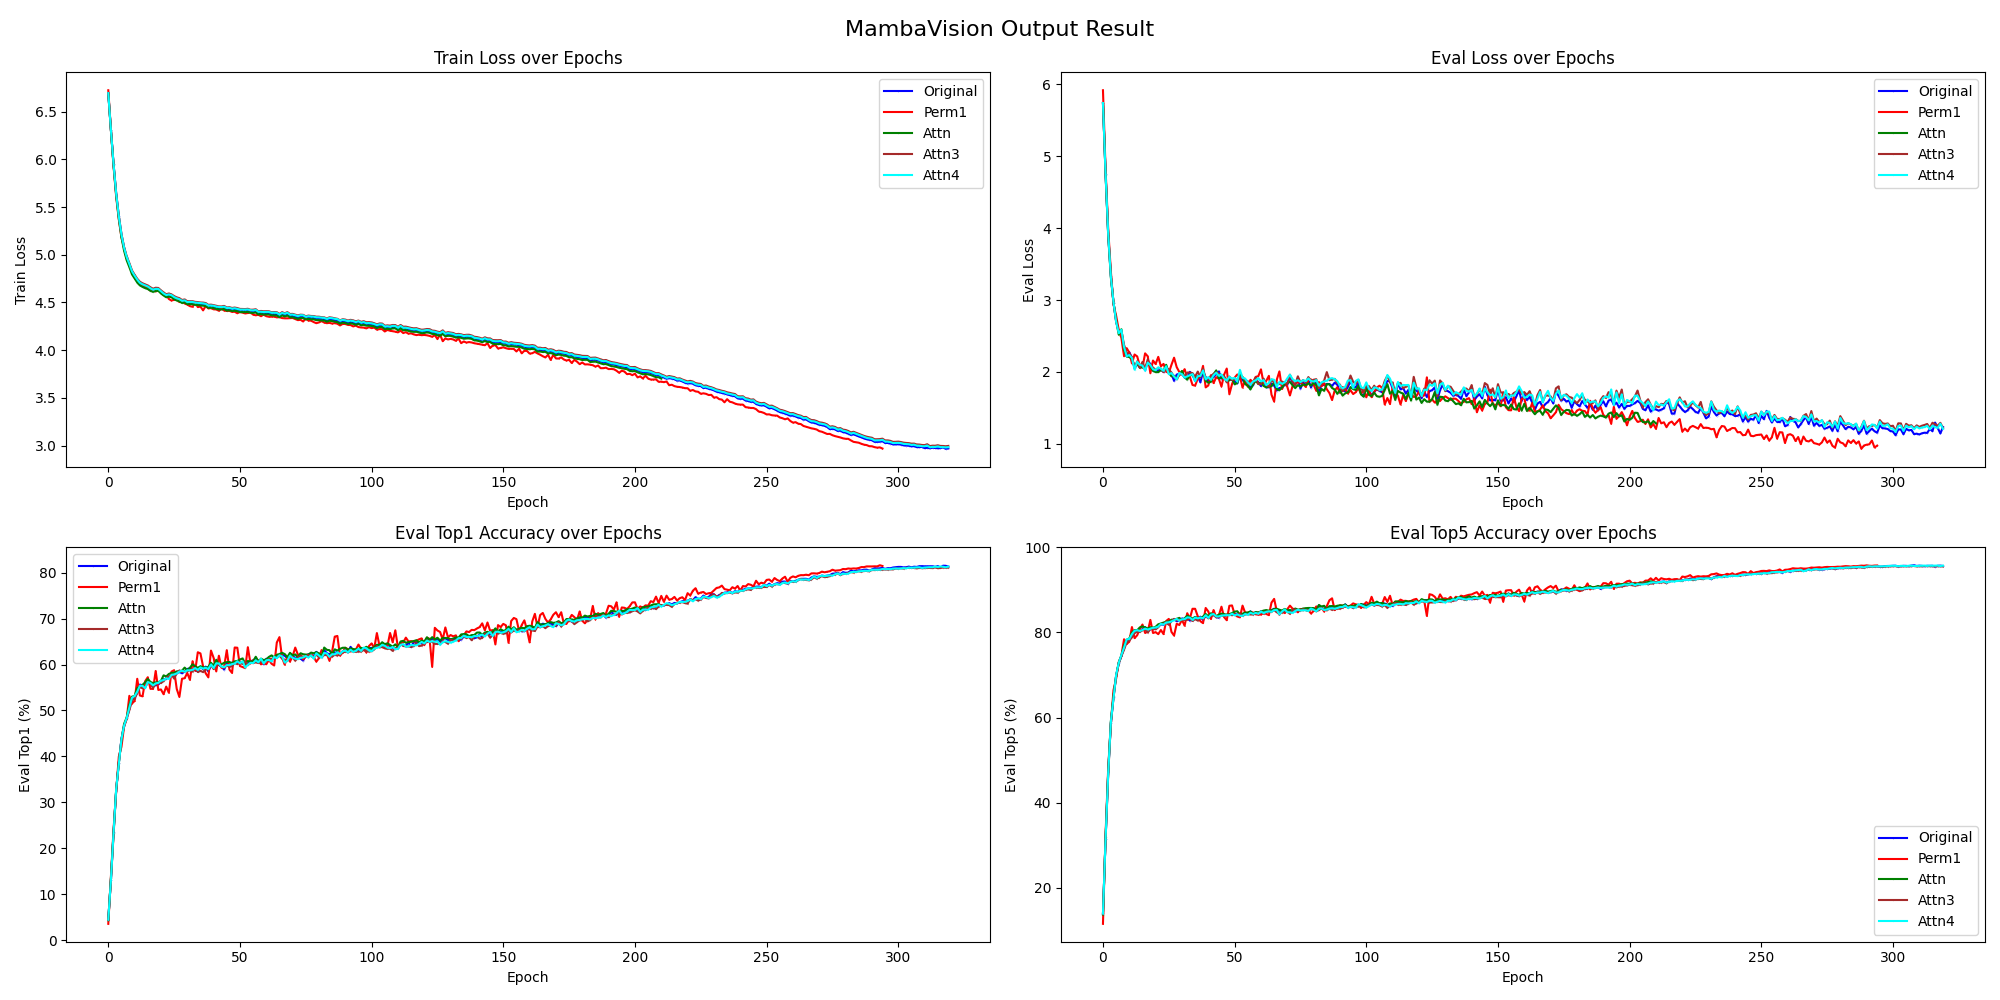 MambaVision Output Result
Train Loss over Epochs
Train Loss
6.5
6.0
5.5
5.0
4.5
4.0
3.5
3.0
Original
Perm1
Attn
Attn3
Attn4
0 50 100 150 200 250 300
Epoch
Eval Loss over Epochs
Eval Loss
6
5
4
3
2
1
Original
Perm1
Attn
Attn3
Attn4
0 50 100 150 200 250 300
Epoch
Eval Top1 Accuracy over Epochs
Eval Top1 (%)
80
70
60
50
40
30
20
10
0
Original
Perm1
Attn
Attn3
Attn4
0 50 100 150 200 250 300
Epoch
Eval Top5 Accuracy over Epochs
Eval Top5 (%)
100
80
60
40
20
Original
Perm1
Attn
Attn3
Attn4
0 50 100 150 200 250 300
Epoch